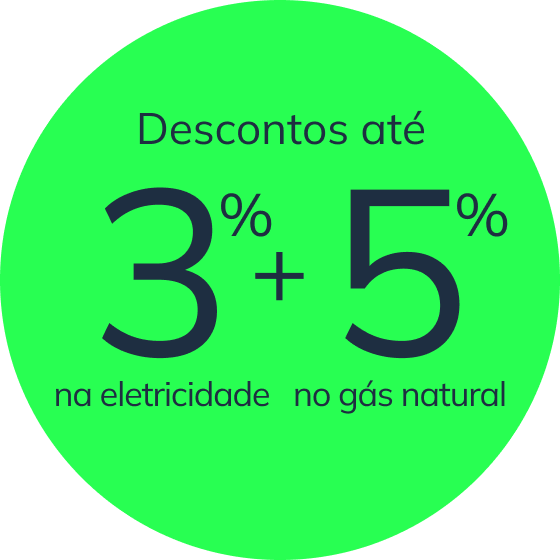 Descontos até
3% + 5%
na eletricidade no gás natural